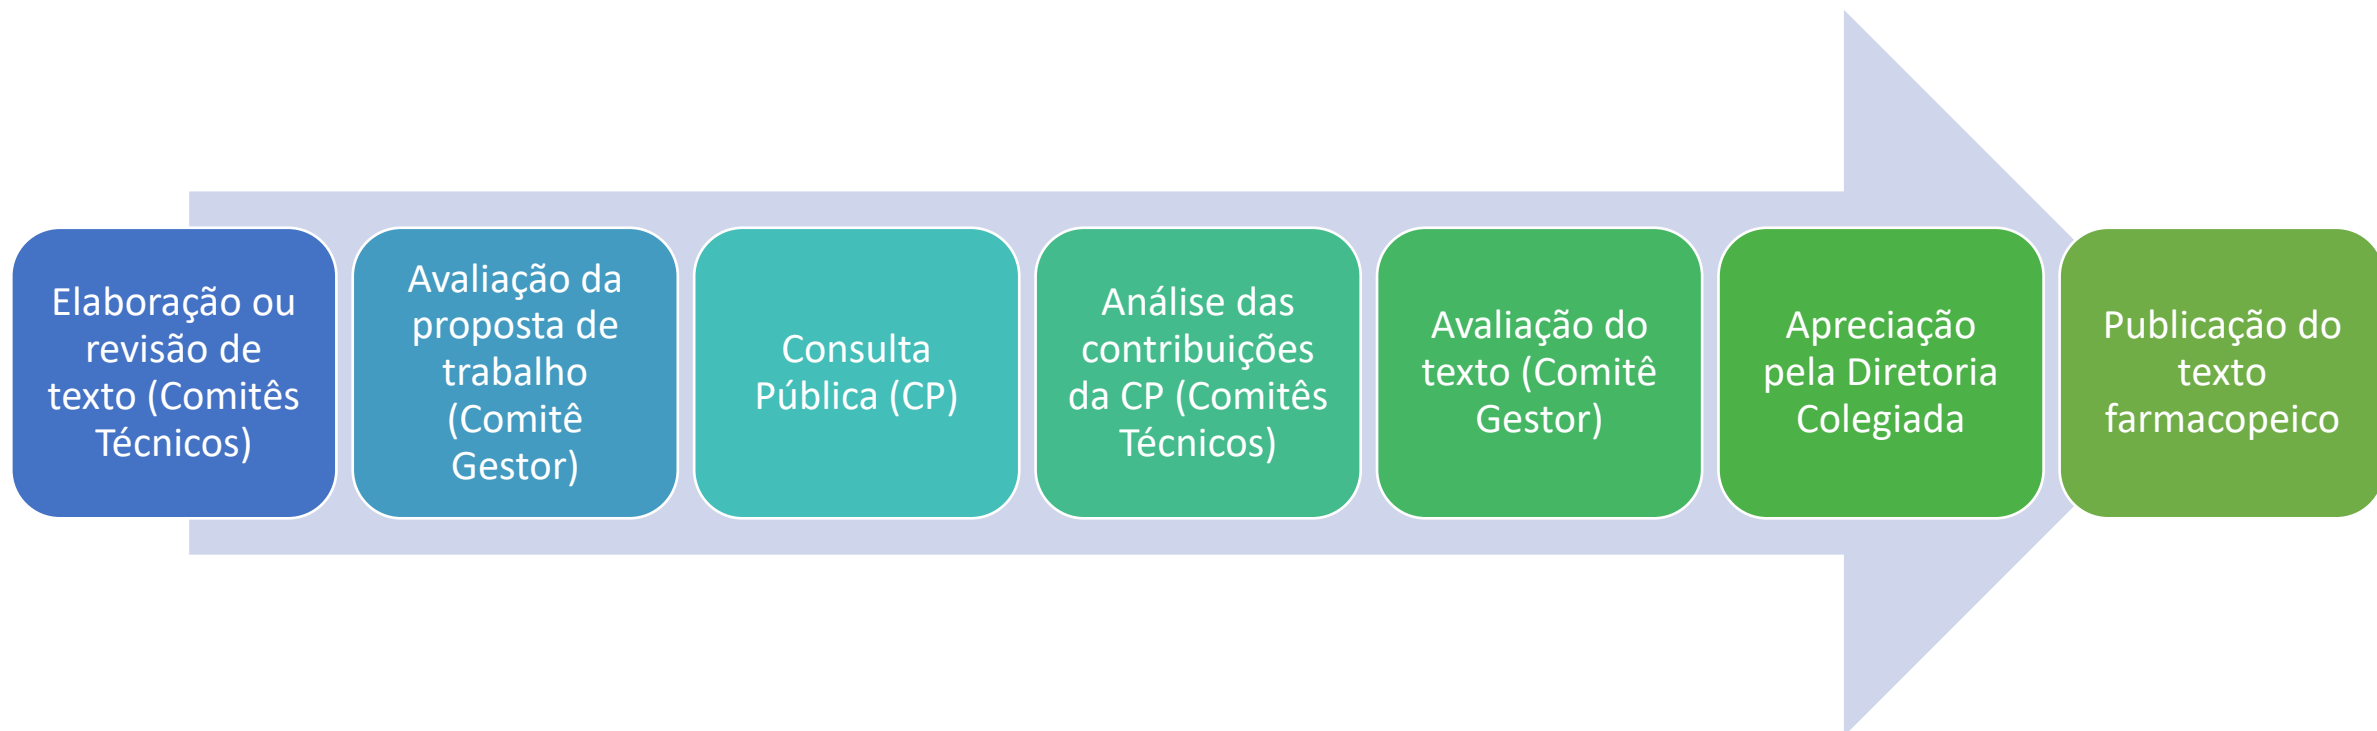 Elaboração ou
revisão de
texto (Comitês
Técnicos)
Avaliação da
proposta de
trabalho
(Comitê
Gestor)
Consulta
Pública (CP)
Análise das
contribuições
da CP (Comitês
Técnicos)
Avaliação do
texto (Comitê
Gestor)
Apreciação
pela Diretoria
Colegiada
Publicação do
texto
farmacopeico